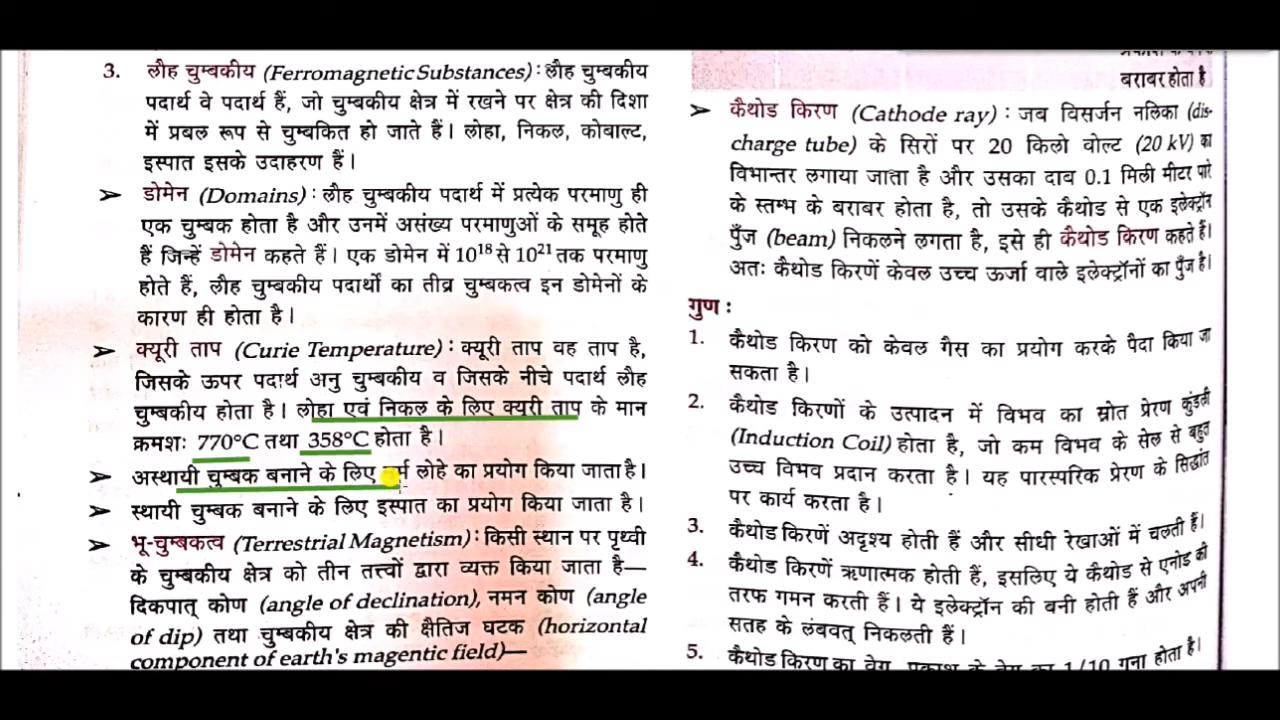 3. लौह चुम्बकीय (Ferromagnetic Substances) : लौह चुम्बकीय
पदार्थ वे पदार्थ हैं, जो चुम्बकीय क्षेत्र में रखने पर क्षेत्र की दिशा
में प्रबल रूप से चुम्बकित हो जाते हैं। लोहा, निकल, कोबाल्ट,
इस्पात इसके उदाहरण हैं।
➤ डोमेन (Domains) : लौह चुम्बकीय पदार्थ में प्रत्येक परमाणु ही
एक चुम्बक होता है और उनमें असंख्य परमाणुओं के समूह होते
हैं जिन्हें डोमेन कहते हैं। एक डोमेन में 10¹⁸ से 10²¹ तक परमाणु
होते हैं, लौह चुम्बकीय पदार्थों का तीव्र चुम्बकत्व इन डोमेनों के
कारण ही होता है।
➤ क्यूरी ताप (Curie Temperature) : क्यूरी ताप वह ताप है,
जिसके ऊपर पदार्थ अनु चुम्बकीय व जिसके नीचे पदार्थ लौह
चुम्बकीय होता है। लोहा एवं निकल के लिए क्यूरी ताप के मान
क्रमशः 770°C तथा 358°C होता है।
➤ अस्थायी चुम्बक बनाने के लिए लोहे का प्रयोग किया जाता है।
➤ स्थायी चुम्बक बनाने के लिए इस्पात का प्रयोग किया जाता है।
➤ भू-चुम्बकत्व (Terrestrial Magnetism) : किसी स्थान पर पृथ्वी
के चुम्बकीय क्षेत्र को तीन तत्त्वों द्वारा व्यक्त किया जाता है—
दिकपात् कोण (angle of declination), नमन कोण (angle
of dip) तथा चुम्बकीय क्षेत्र की क्षैतिज घटक (horizontal
component of earth's magentic field)—
बराबर होता है
➤ कैथोड किरण (Cathode ray) : जब विसर्जन नलिका (dis-
charge tube) के सिरों पर 20 किलो वोल्ट (20 kV) का
विभान्तर लगाया जाता है और उसका दाब 0.1 मिली मीटर पारे
के स्तम्भ के बराबर होता है, तो उसके कैथोड से एक इलेक्ट्रॉन
पुँज (beam) निकलने लगता है, इसे ही कैथोड किरण कहते हैं।
अतः कैथोड किरणें केवल उच्च ऊर्जा वाले इलेक्ट्रॉनों का पुँज है।
गुण :
1. कैथोड किरण को केवल गैस का प्रयोग करके पैदा किया जा
सकता है।
2. कैथोड किरणों के उत्पादन में विभव का स्रोत प्रेरण कुंडली
(Induction Coil) होता है, जो कम विभव के सेल से बहुत
उच्च विभव प्रदान करता है। यह पारस्परिक प्रेरण के सिद्धांत
पर कार्य करता है।
3. कैथोड किरणें अदृश्य होती हैं और सीधी रेखाओं में चलती हैं।
4. कैथोड किरणें ऋणात्मक होती हैं, इसलिए ये कैथोड से एनोड की
तरफ गमन करती हैं। ये इलेक्ट्रॉन की बनी होती हैं और अपनी
सतह के लंबवत् निकलती हैं।
5. कैथोड किरण का वेग, प्रकाश के वेग का 1/10 गुना होता है।